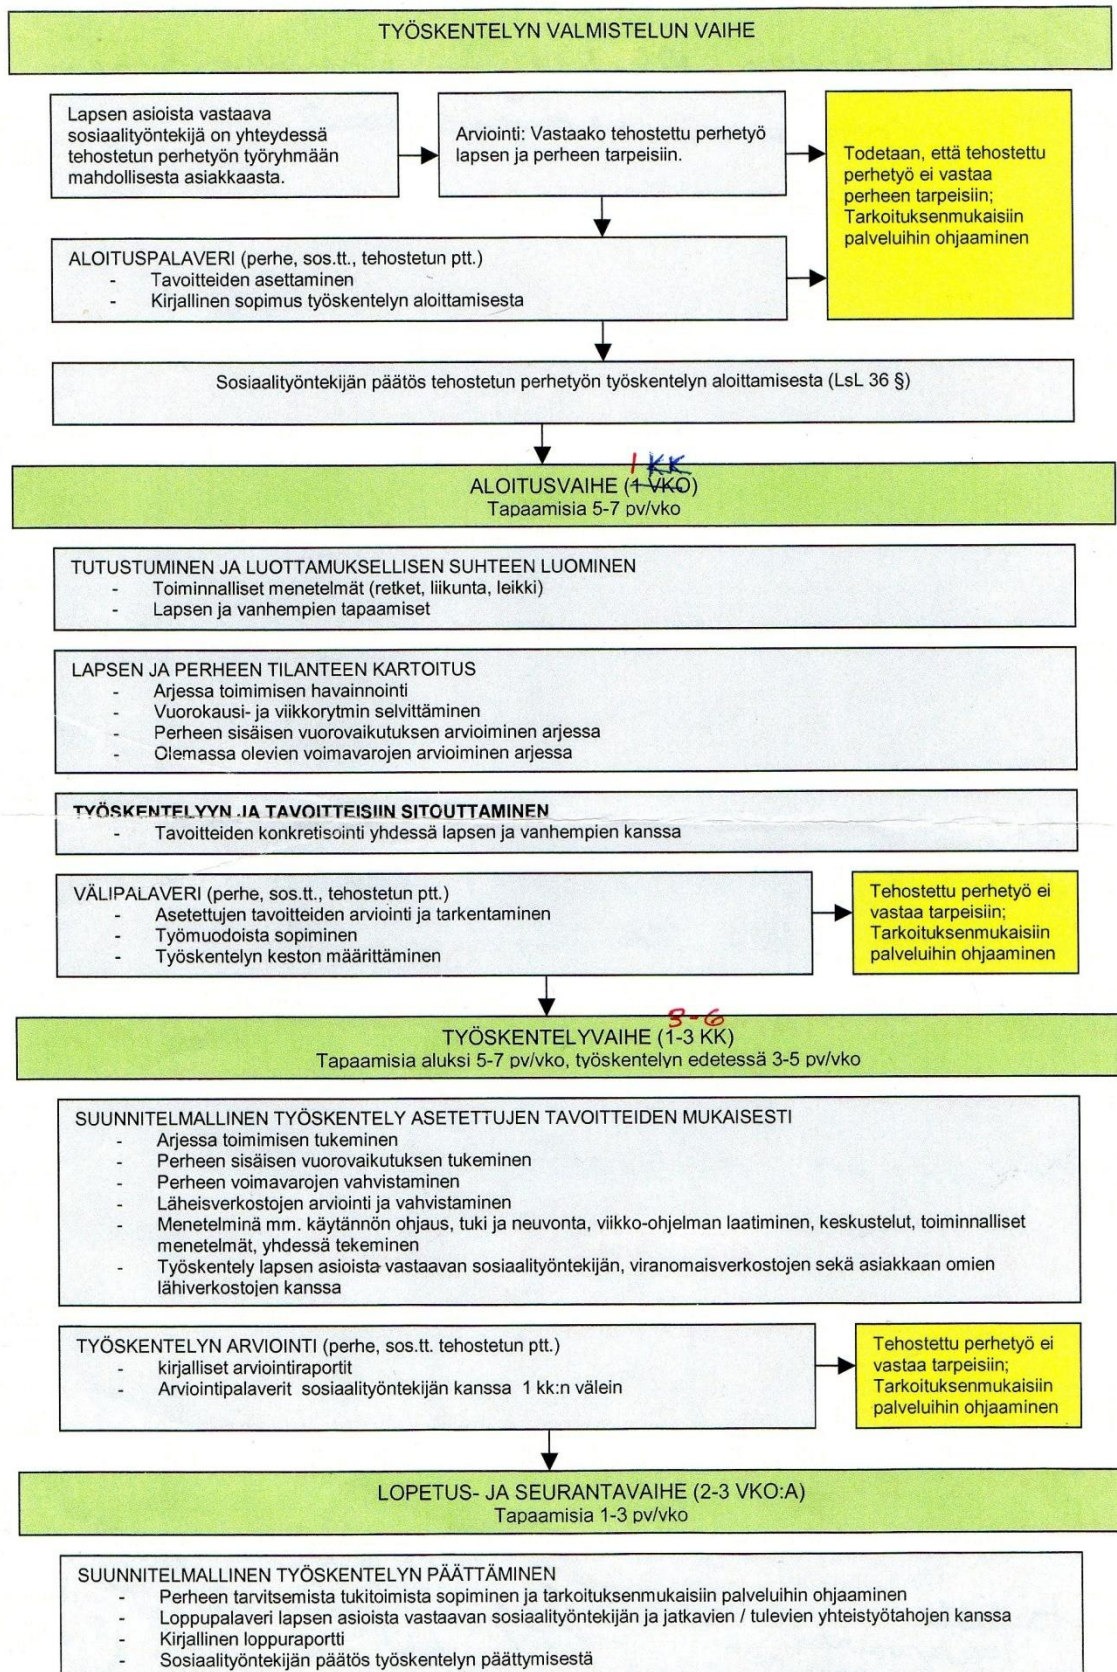 TYÖSKENTELYN VALMISTELUN VAIHE
Lapsen asioista vastaava
sosiaalityöntekijä on yhteydessä
tehostetun perhetyön työryhmään
mahdollisesta asiakkaasta.
Arviointi: Vastaako tehostettu perhetyö
lapsen ja perheen tarpeisiin.
Todetaan, että tehostettu
perhetyö ei vastaa
perheen tarpeisiin;
Tarkoituksenmukaisiin
palveluihin ohjaaminen
ALOITUSPALAVERI (perhe, sos.tt., tehostetun ptt.)
- Tavoitteiden asettaminen
- Kirjallinen sopimus työskentelyn aloittamisesta
Sosiaalityöntekijän päätös tehostetun perhetyön työskentelyn aloittamisesta (LsL 36 §)
1 KK
ALOITUSVAIHE (1 VKO)
Tapaamisia 5-7 pv/vko
TUTUSTUMINEN JA LUOTTAMUKSELLISEN SUHTEEN LUOMINEN
- Toiminnalliset menetelmät (retket, liikunta, leikki)
- Lapsen ja vanhempien tapaamiset
LAPSEN JA PERHEEN TILANTEEN KARTOITUS
- Arjessa toimimisen havainnointi
- Vuorokausi- ja viikkorytmin selvittäminen
- Perheen sisäisen vuorovaikutuksen arvioiminen arjessa
- Olemassa olevien voimavarojen arvioiminen arjessa
TYÖSKENTELYYN JA TAVOITTEISIIN SITOUTTAMINEN
- Tavoitteiden konkretisointi yhdessä lapsen ja vanhempien kanssa
VÄLIPALAVERI (perhe, sos.tt., tehostetun ptt.)
- Asetettujen tavoitteiden arviointi ja tarkentaminen
- Työmuodoista sopiminen
- Työskentelyn keston määrittäminen
Tehostettu perhetyö ei
vastaa tarpeisiin;
Tarkoituksenmukaisiin
palveluihin ohjaaminen
3-6
TYÖSKENTELYVAIHE (1-3 KK)
Tapaamisia aluksi 5-7 pv/vko, työskentelyn edetessä 3-5 pv/vko
SUUNNITELMALLINEN TYÖSKENTELY ASETETTUJEN TAVOITTEIDEN MUKAISESTI
- Arjessa toimimisen tukeminen
- Perheen sisäisen vuorovaikutuksen tukeminen
- Perheen voimavarojen vahvistaminen
- Läheisverkostojen arviointi ja vahvistaminen
- Menetelminä mm. käytännön ohjaus, tuki ja neuvonta, viikko-ohjelman laatiminen, keskustelut, toiminnalliset
menetelmät, yhdessä tekeminen
- Työskentely lapsen asioista vastaavan sosiaalityöntekijän, viranomaisverkostojen sekä asiakkaan omien
lähiverkostojen kanssa
TYÖSKENTELYN ARVIOINTI (perhe, sos.tt. tehostetun ptt.)
- kirjalliset arviointiraportit
- Arviointipalaverit sosiaalityöntekijän kanssa 1 kk:n välein
Tehostettu perhetyö ei
vastaa tarpeisiin;
Tarkoituksenmukaisiin
palveluihin ohjaaminen
LOPETUS- JA SEURANTAVAIHE (2-3 VKO:A)
Tapaamisia 1-3 pv/vko
SUUNNITELMALLINEN TYÖSKENTELYN PÄÄTTÄMINEN
- Perheen tarvitsemista tukitoimista sopiminen ja tarkoituksenmukaisiin palveluihin ohjaaminen
- Loppupalaveri lapsen asioista vastaavan sosiaalityöntekijän ja jatkavien / tulevien yhteistyötahojen kanssa
- Kirjallinen loppuraportti
- Sosiaalityöntekijän päätös työskentelyn päättymisestä